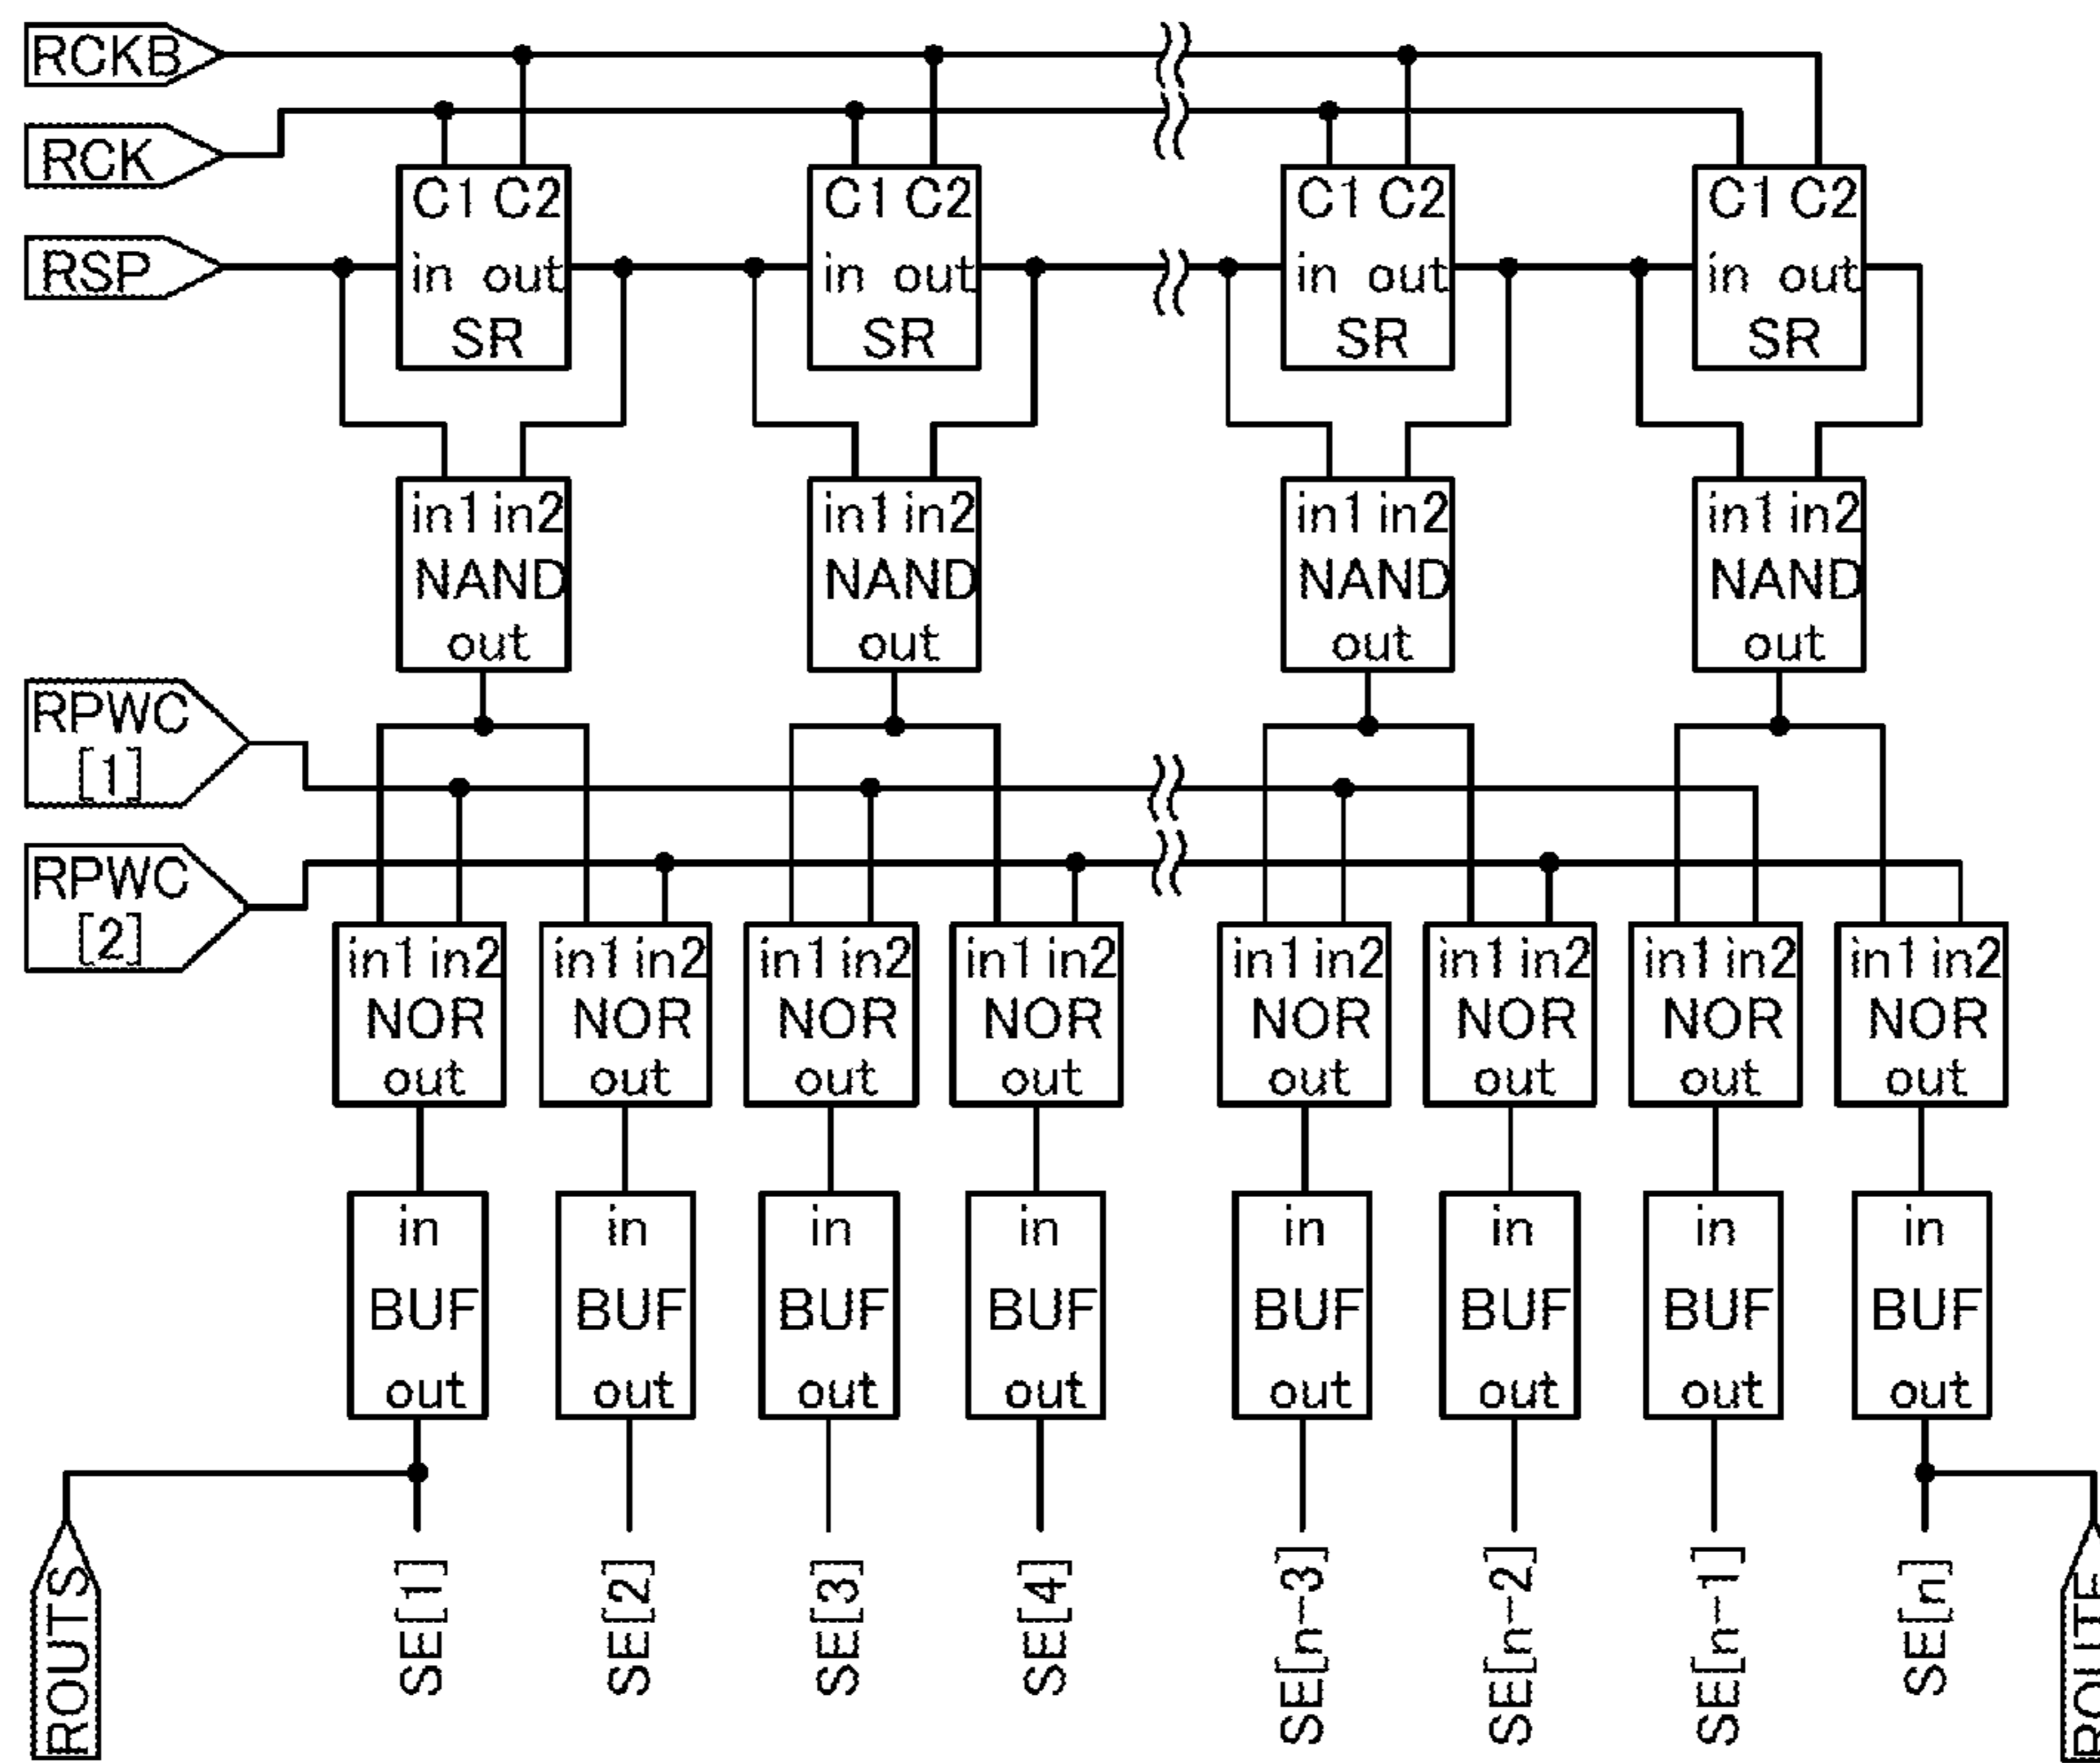 RCKB
RCK
RSP
C1 C2
in out
SR
C1 C2
in out
SR
C1 C2
in out
SR
C1 C2
in out
SR
in1 in2
NAND
out
in1 in2
NAND
out
in1 in2
NAND
out
in1 in2
NAND
out
RPWC
[1]
RPWC
[2]
in1 in2
NOR
out
in1 in2
NOR
out
in1 in2
NOR
out
in1 in2
NOR
out
in1 in2
NOR
out
in1 in2
NOR
out
in1 in2
NOR
out
in1 in2
NOR
out
in
BUF
out
in
BUF
out
in
BUF
out
in
BUF
out
in
BUF
out
in
BUF
out
in
BUF
out
in
BUF
out
ROUTS
SE[1]
SE[2]
SE[3]
SE[4]
SE[n-3]
SE[n-2]
SE[n-1]
SE[n]